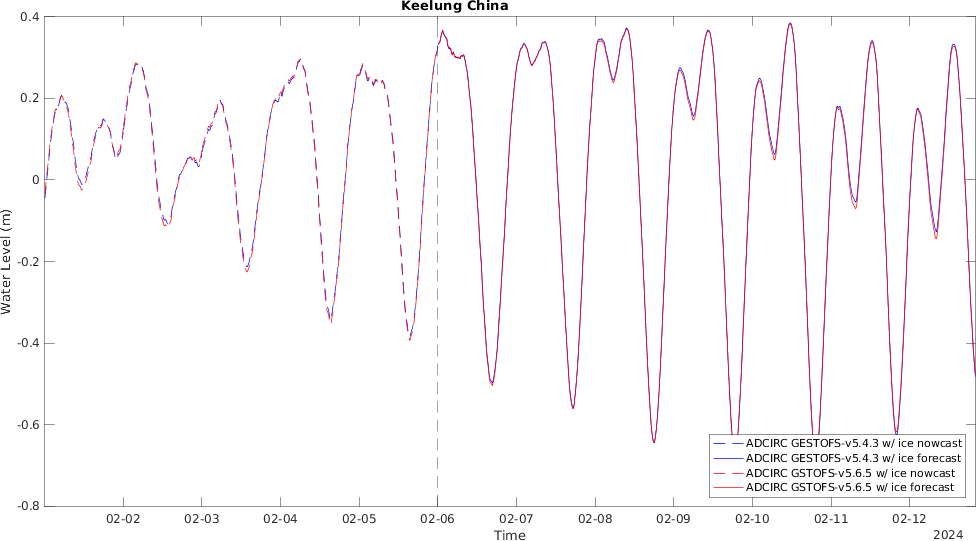 Keelung China
0.4
0.2
0
-0.2
-0.4
-0.6
-0.8
Water Level (m)
ADCIRC GESTOFS-v5.4.3 w/ ice nowcast
ADCIRC GESTOFS-v5.4.3 w/ ice forecast
ADCIRC GSTOFS-v5.6.5 w/ ice nowcast
ADCIRC GSTOFS-v5.6.5 w/ ice forecast
02-02 02-03 02-04 02-05 02-06 02-07 02-08 02-09 02-10 02-11 02-12
Time
2024